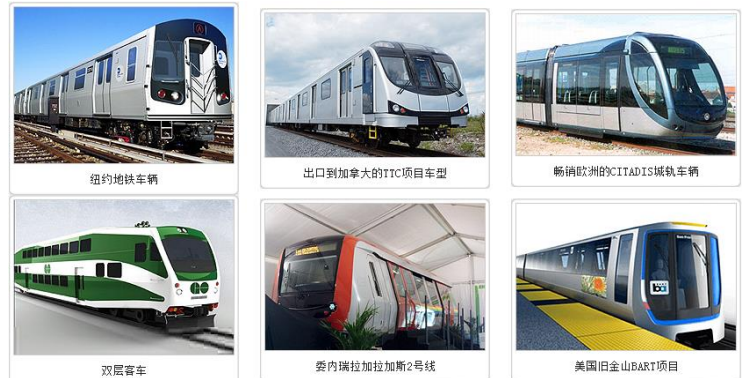 纽约地铁车辆
出口到加拿大的TTC项目车型
畅销欧洲的CITADIS城轨车辆
双层客车
委内瑞拉加拉加斯2号线
美国旧金山BART项目